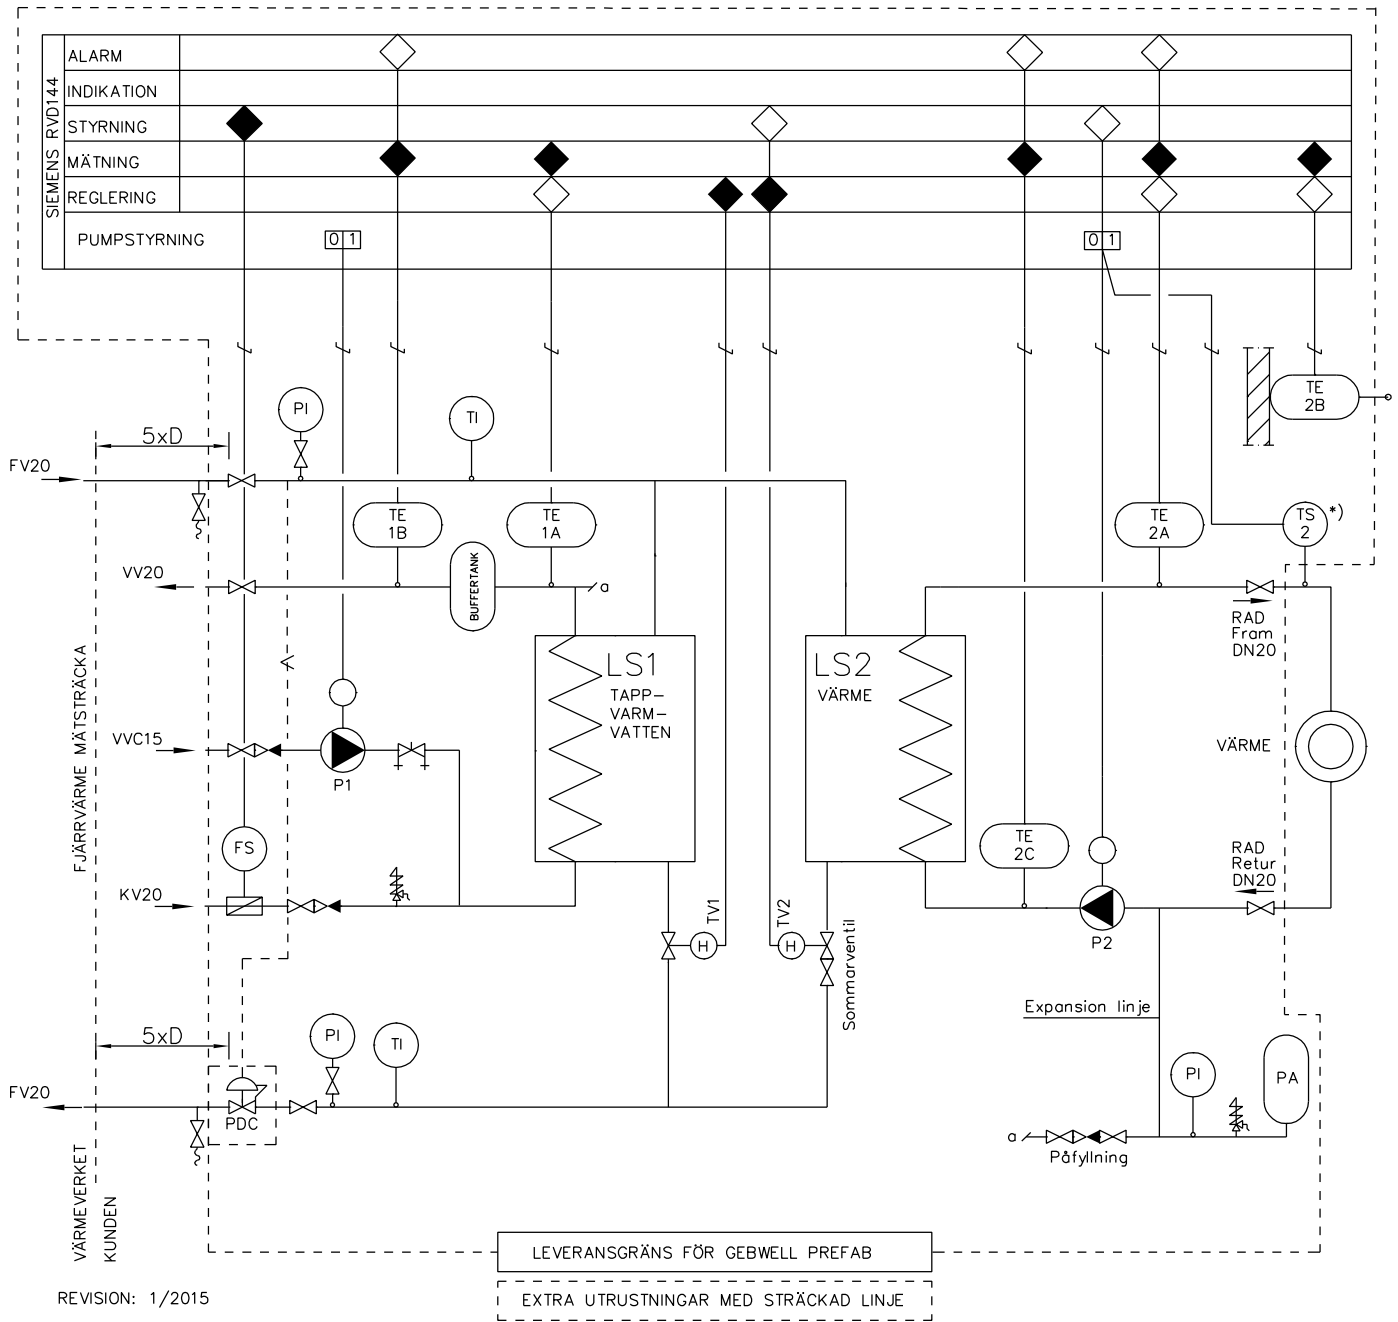 SIEMENS RVD144
ALARM
INDIKATION
STYRNING
MÄTNING
REGLERING
PUMPSTYRNING
0 1
0 1
PI
TI
TE
2B
5xD
FV20
TE
1B
TE
1A
TE
2A
TS
2
*)
BUFFERTANK
VV20
a
RAD
Fram
DN20
LS1
TAPP-
VARM-
VATTEN
LS2
VÄRME
FJÄRRVÄRME MÄTSTRÄCKA
VVC15
P1
VÄRME
FS
TE
2C
RAD
Retur
DN20
KV20
TV1
TV2
H
H
P2
Sommarventil
Expansion linje
5xD
PI
TI
PI
PA
FV20
PDC
a
Påfyllning
VÄRMEVERKET
KUNDEN
LEVERANSGRÄNS FÖR GEBWELL PREFAB
REVISION: 1/2015
EXTRA UTRUSTNINGAR MED STRÄCKAD LINJE